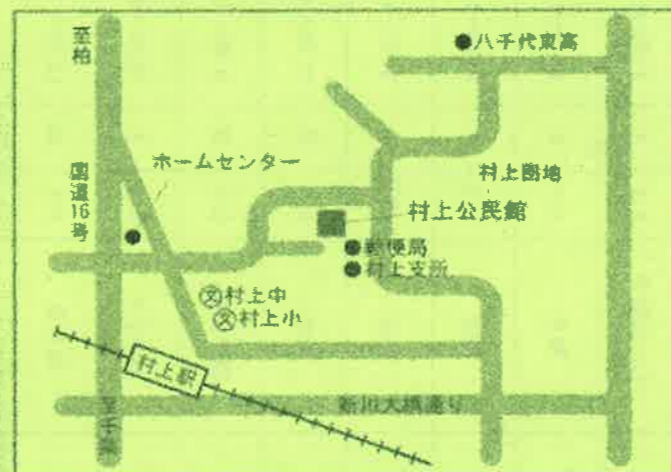 至柏
八千代東高
ホームセンター
国道16号
村上団地
村上公民館
郵便局
村上支所
文村上中
文村上小
村上駅
至千葉
新川大橋通り